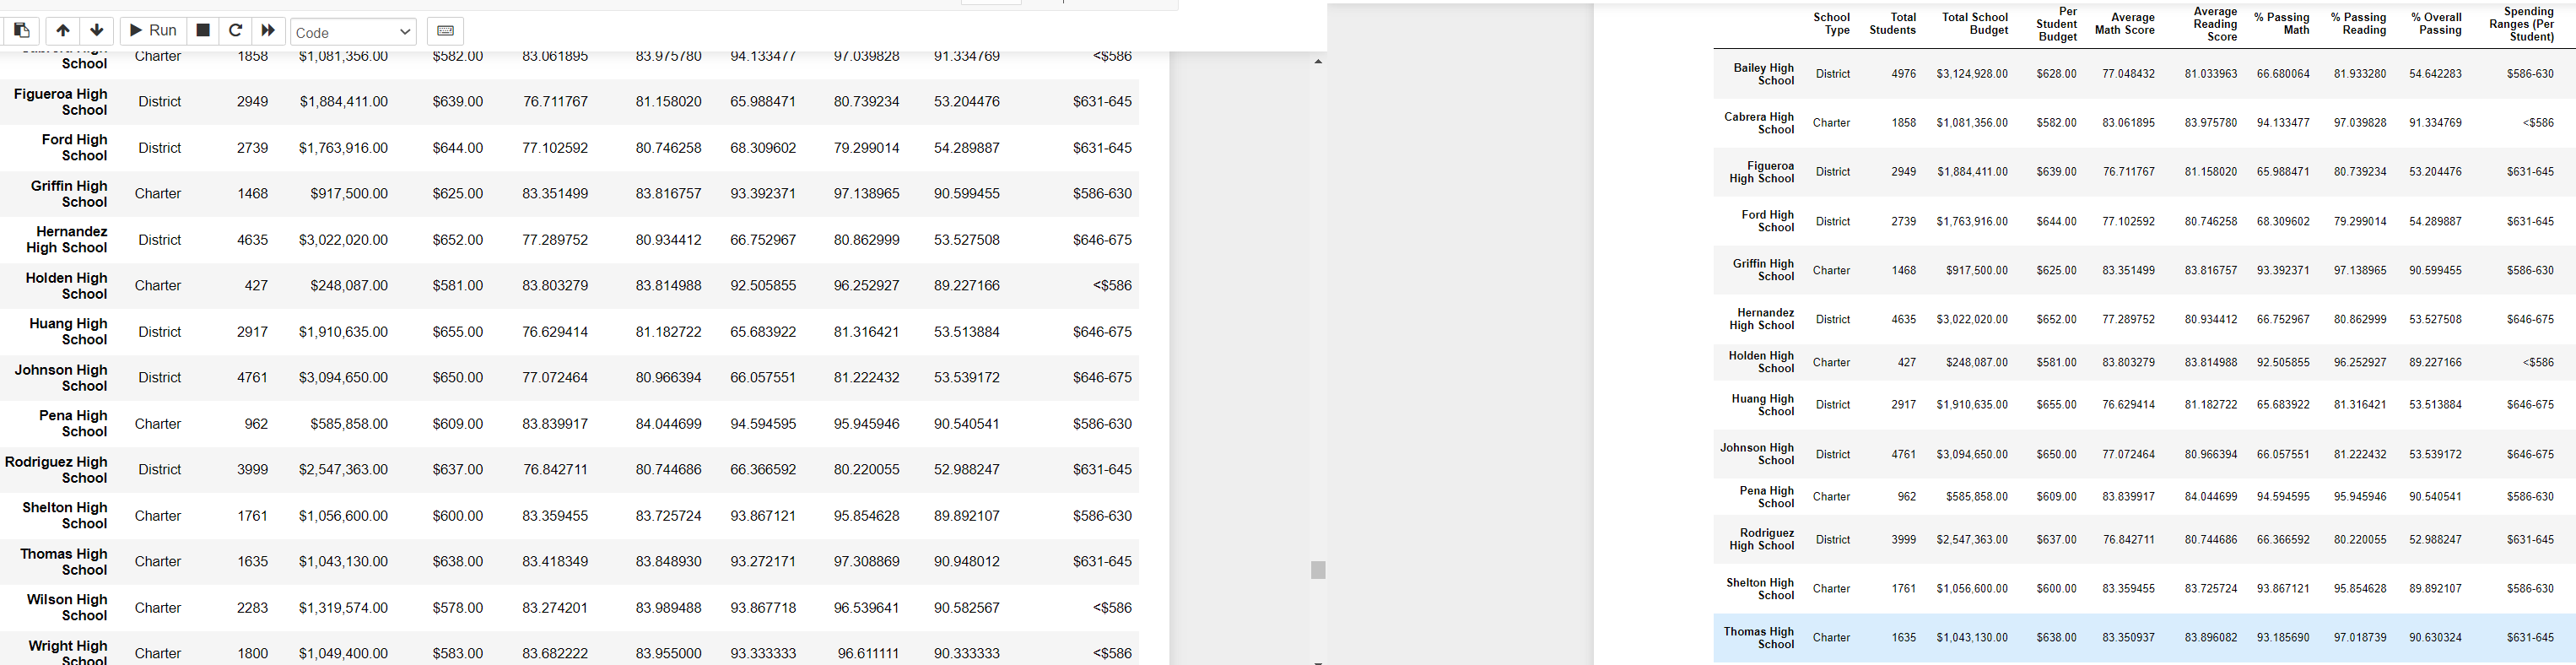 Run
Code
School Charter 1858 $1,081,356.00 $582.00 83.061895 83.975780 94.133477 97.039828 91.334769 <$586
Figueroa High School District 2949 $1,884,411.00 $639.00 76.711767 81.158020 65.988471 80.739234 53.204476 $631-645
Ford High School District 2739 $1,763,916.00 $644.00 77.102592 80.746258 68.309602 79.299014 54.289887 $631-645
Griffin High School Charter 1468 $917,500.00 $625.00 83.351499 83.816757 93.392371 97.138965 90.599455 $586-630
Hernandez High School District 4635 $3,022,020.00 $652.00 77.289752 80.934412 66.752967 80.862999 53.527508 $646-675
Holden High School Charter 427 $248,087.00 $581.00 83.803279 83.814988 92.505855 96.252927 89.227166 <$586
Huang High School District 2917 $1,910,635.00 $655.00 76.629414 81.182722 65.683922 81.316421 53.513884 $646-675
Johnson High School District 4761 $3,094,650.00 $650.00 77.072464 80.966394 66.057551 81.222432 53.539172 $646-675
Pena High School Charter 962 $585,858.00 $609.00 83.839917 84.044699 94.594595 95.945946 90.540541 $586-630
Rodriguez High School District 3999 $2,547,363.00 $637.00 76.842711 80.744686 66.366592 80.220055 52.988247 $631-645
Shelton High School Charter 1761 $1,056,600.00 $600.00 83.359455 83.725724 93.867121 95.854628 89.892107 $586-630
Thomas High School Charter 1635 $1,043,130.00 $638.00 83.418349 83.848930 93.272171 97.308869 90.948012 $631-645
Wilson High School Charter 2283 $1,319,574.00 $578.00 83.274201 83.989488 93.867718 96.539641 90.582567 <$586
Wright High School Charter 1800 $1,049,400.00 $583.00 83.682222 83.955000 93.333333 96.611111 90.333333 <$586
School Type Total Students Total School Budget Per Student Budget Average Math Score Average Reading Score % Passing Math % Passing Reading % Overall Passing Spending Ranges (Per Student)
Bailey High School District 4976 $3,124,928.00 $628.00 77.048432 81.033963 66.680064 81.933280 54.642283 $586-630
Cabrera High School Charter 1858 $1,081,356.00 $582.00 83.061895 83.975780 94.133477 97.039828 91.334769 <$586
Figueroa High School District 2949 $1,884,411.00 $639.00 76.711767 81.158020 65.988471 80.739234 53.204476 $631-645
Ford High School District 2739 $1,763,916.00 $644.00 77.102592 80.746258 68.309602 79.299014 54.289887 $631-645
Griffin High School Charter 1468 $917,500.00 $625.00 83.351499 83.816757 93.392371 97.138965 90.599455 $586-630
Hernandez High School District 4635 $3,022,020.00 $652.00 77.289752 80.934412 66.752967 80.862999 53.527508 $646-675
Holden High School Charter 427 $248,087.00 $581.00 83.803279 83.814988 92.505855 96.252927 89.227166 <$586
Huang High School District 2917 $1,910,635.00 $655.00 76.629414 81.182722 65.683922 81.316421 53.513884 $646-675
Johnson High School District 4761 $3,094,650.00 $650.00 77.072464 80.966394 66.057551 81.222432 53.539172 $646-675
Pena High School Charter 962 $585,858.00 $609.00 83.839917 84.044699 94.594595 95.945946 90.540541 $586-630
Rodriguez High School District 3999 $2,547,363.00 $637.00 76.842711 80.744686 66.366592 80.220055 52.988247 $631-645
Shelton High School Charter 1761 $1,056,600.00 $600.00 83.359455 83.725724 93.867121 95.854628 89.892107 $586-630
Thomas High School Charter 1635 $1,043,130.00 $638.00 83.350937 83.896082 93.185690 97.018739 90.630324 $631-645